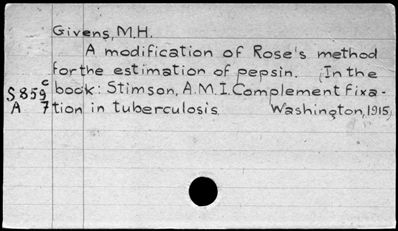 Givens, M.H.
A modification of Rose's method
for the estimation of pepsin. (In the
c
S859 book: Stimson, A.M. I. Complement fixa-
A 7 tion in tuberculosis Washington, 1915